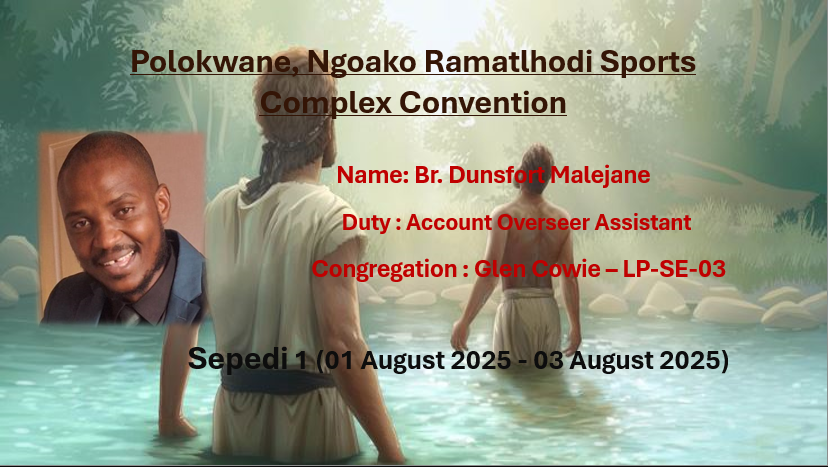 Polokwane, Ngoako Ramatlhodi Sports
Complex Convention
Name: Br. Dunsfort Malejane
Duty : Account Overseer Assistant
Congregation : Glen Cowie – LP-SE-03
Sepedi 1 (01 August 2025 - 03 August 2025)